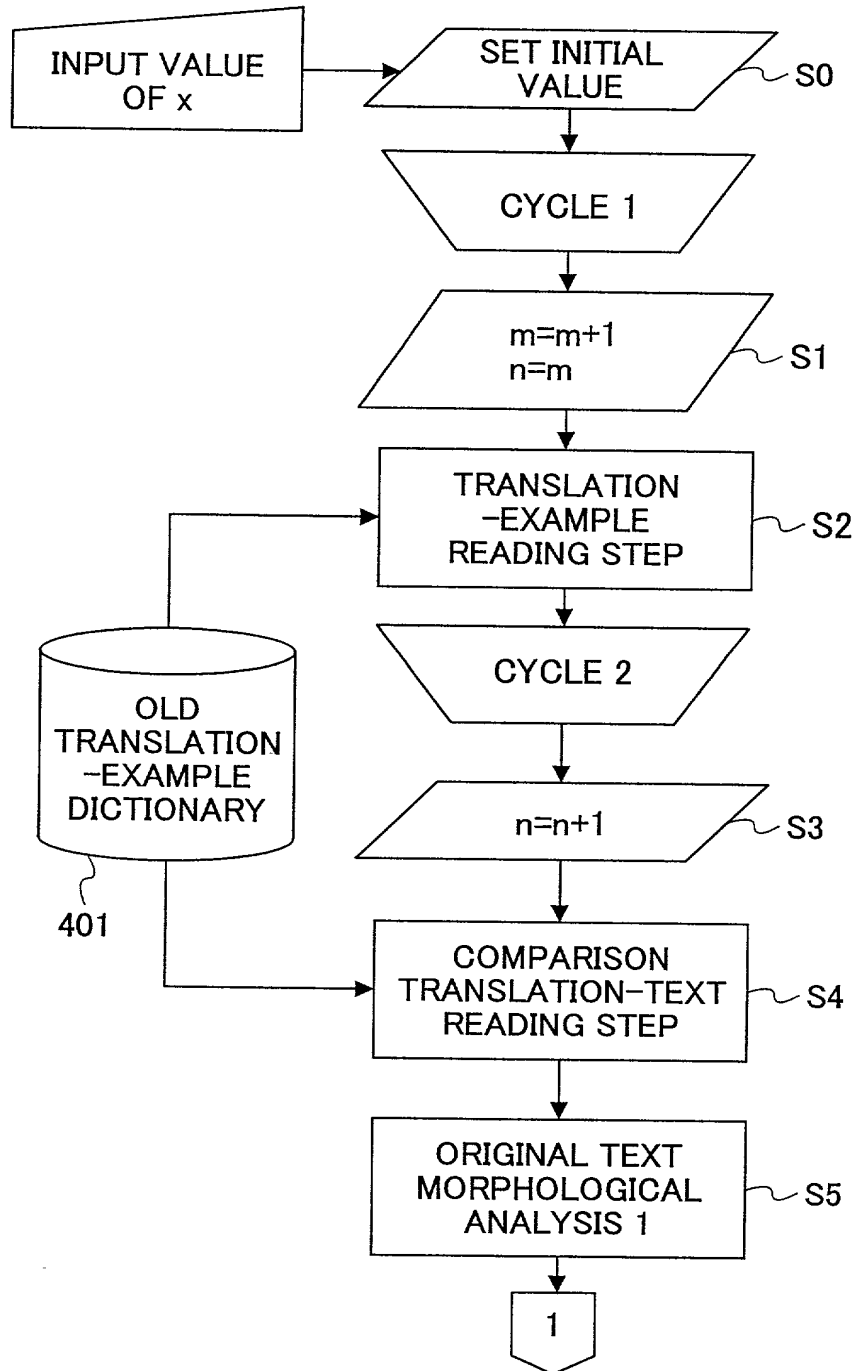 INPUT VALUE
OF x
SET INITIAL
VALUE
S0
CYCLE 1
m=m+1
n=m
S1
TRANSLATION
-EXAMPLE
READING STEP
S2
CYCLE 2
OLD
TRANSLATION
-EXAMPLE
DICTIONARY
401
n=n+1
S3
COMPARISON
TRANSLATION-TEXT
READING STEP
S4
ORIGINAL TEXT
MORPHOLOGICAL
ANALYSIS 1
S5
1